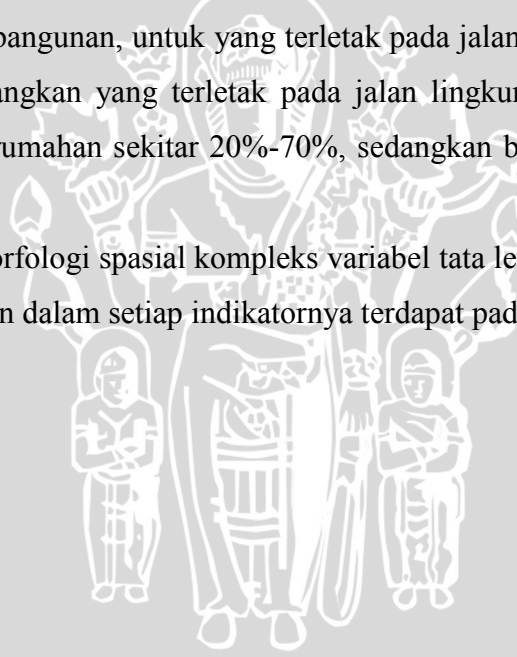 bangunan, untuk yang terletak pada jalan
angkan yang terletak pada jalan
rumahan sekitar 20%-70%, sedangkan b
orfologi spasial kompleks variabel tata le
n dalam setiap indikatornya terdapat pad